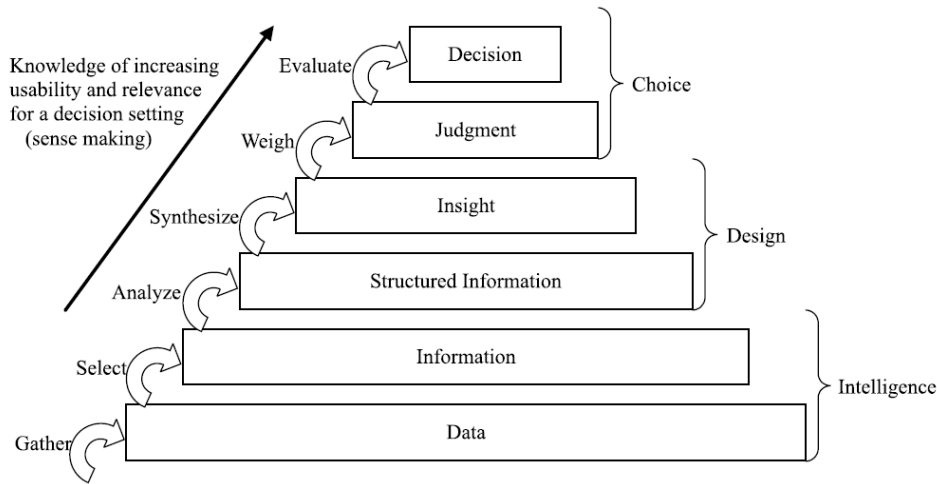 Knowledge of increasing
usability and relevance
for a decision setting
(sense making)
Evaluate
Decision
Choice
Weigh
Judgment
Synthesize
Insight
Design
Analyze
Structured Information
Select
Information
Intelligence
Gather
Data